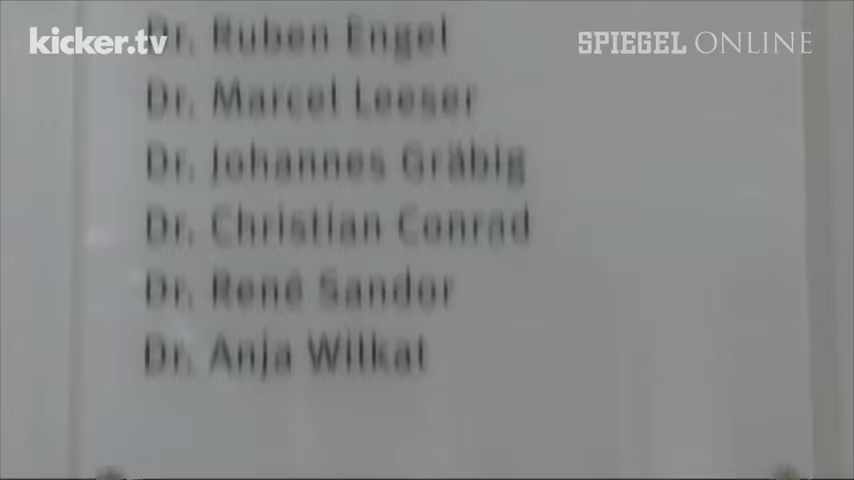 kicker.tv
SPIEGEL ONLINE
Dr. Ruben Engel
Dr. Marcel Leeser
Dr. Johannes Gräbig
Dr. Christian Conrad
Dr. René Sandor
Dr. Anja Wilkat